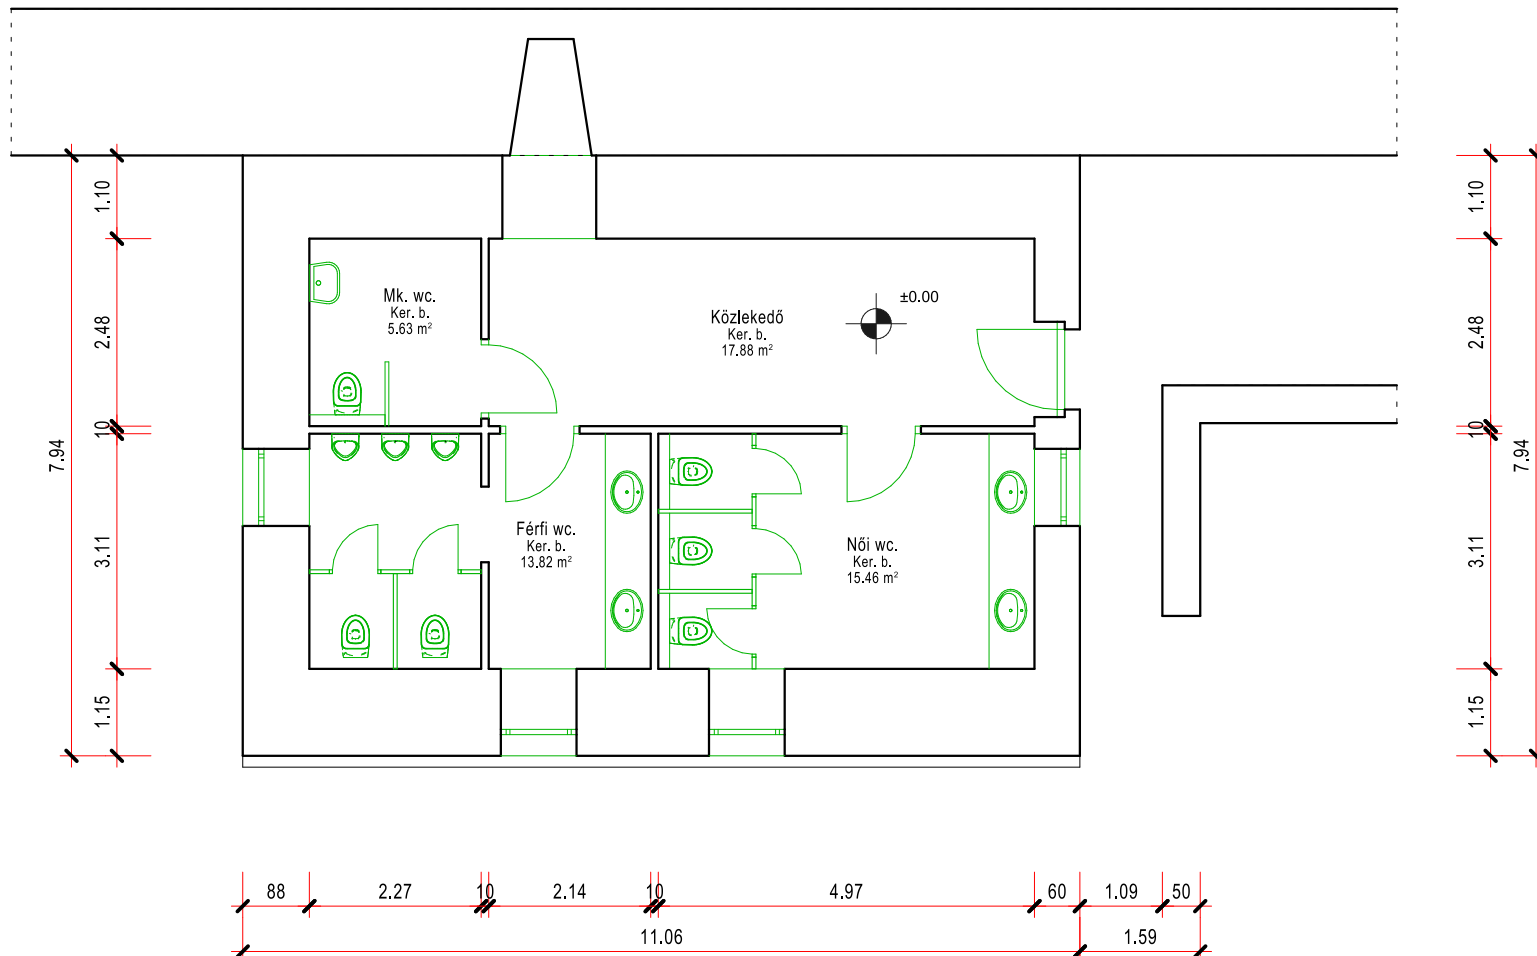 1.10
2.48
10
3.11
1.15
7.94
Mk. wc.
Ker. b.
5.63 m²
Közlekedő
Ker. b.
17.88 m²
±0.00
Férfi wc.
Ker. b.
13.82 m²
Női wc.
Ker. b.
15.46 m²
1.10
2.48
10
3.11
1.15
7.94
88 2.27 10 2.14 10 4.97 60 1.09 50
11.06 1.59